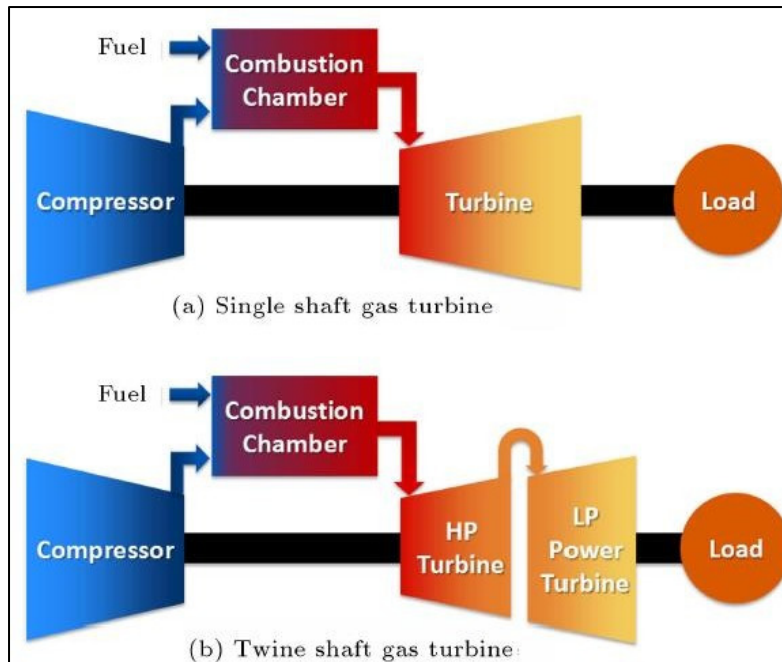 Fuel
Combustion
Chamber
Compressor
Turbine
Load
(a) Single shaft gas turbine
Fuel
Combustion
Chamber
Compressor
HP
Turbine
LP
Power
Turbine
Load
(b) Twine shaft gas turbine